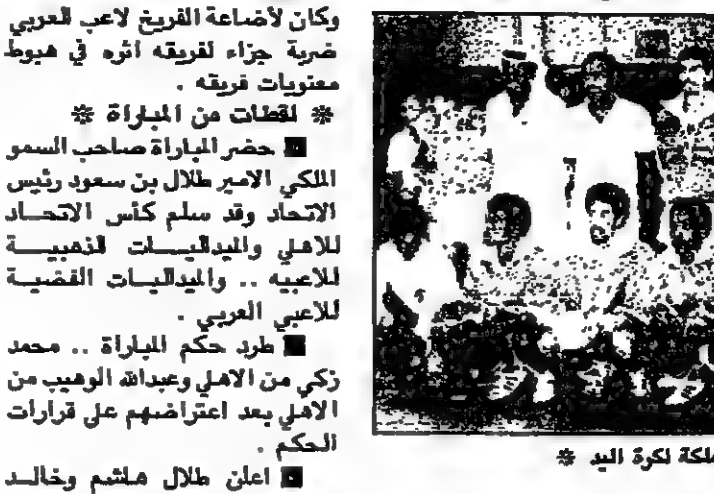 وكان لأضاعة الفريخ لاعب العربي
ضربة جزاء لفريقه اثره في هبوط
معنويات فريقه .
❊ لقطات من المباراة ❊
■ حضر المباراة صاحب السمو
الملكي الامير طلال بن سعود رئيس
الاتحاد وقد سلم كأس الاتحاد
للاهلي والميداليات الذهبية
للاعبيه .. والميداليات الفضية
للاعبي العربي .
■ طرد حكم المباراة .. محمد
زكي من الاهلي وعبدالله الوهيب من
الاهلي بعد اعتراضهم على قرارات
الحكم .
■ اعلن طلال هاشم وخالد
ملكة لكرة اليد ❊